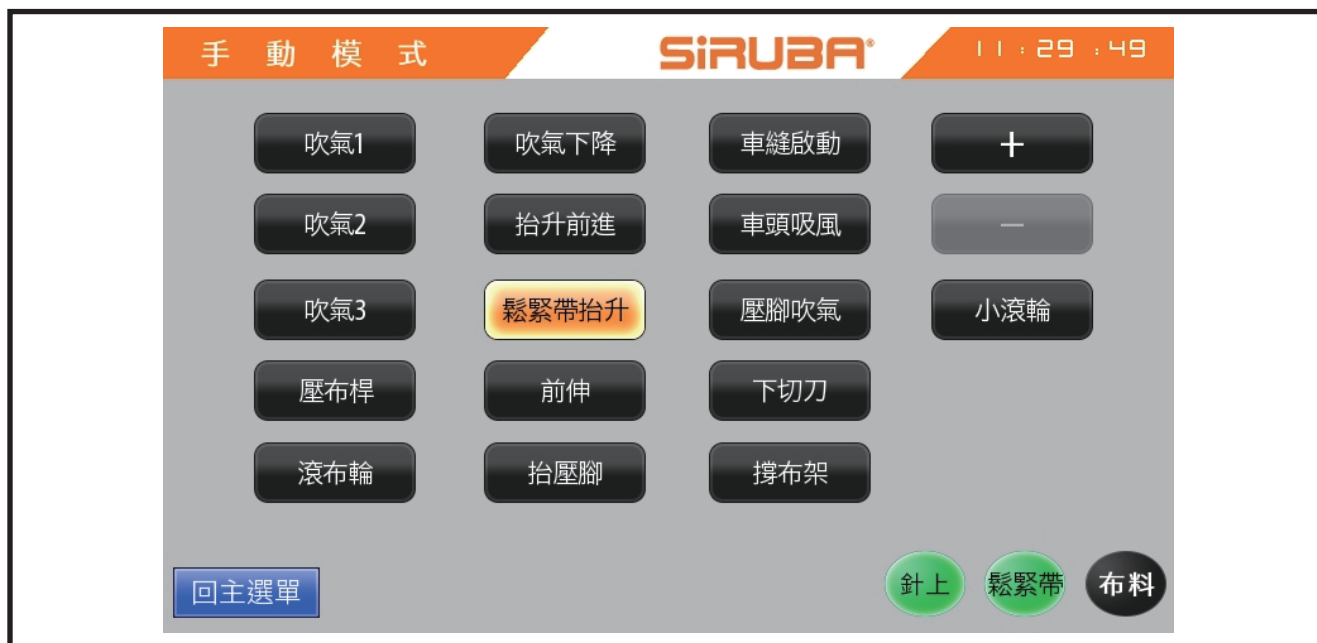 手動模式 SiRUBA® 11:29:49
吹氣1 吹氣下降 車縫啟動 +
吹氣2 抬升前進 車頭吸風 −
吹氣3 鬆緊帶抬升 壓腳吹氣 小滾輪
壓布桿 前伸 下切刀
滾布輪 抬壓腳 撐布架
回主選單 針上 鬆緊帶 布料